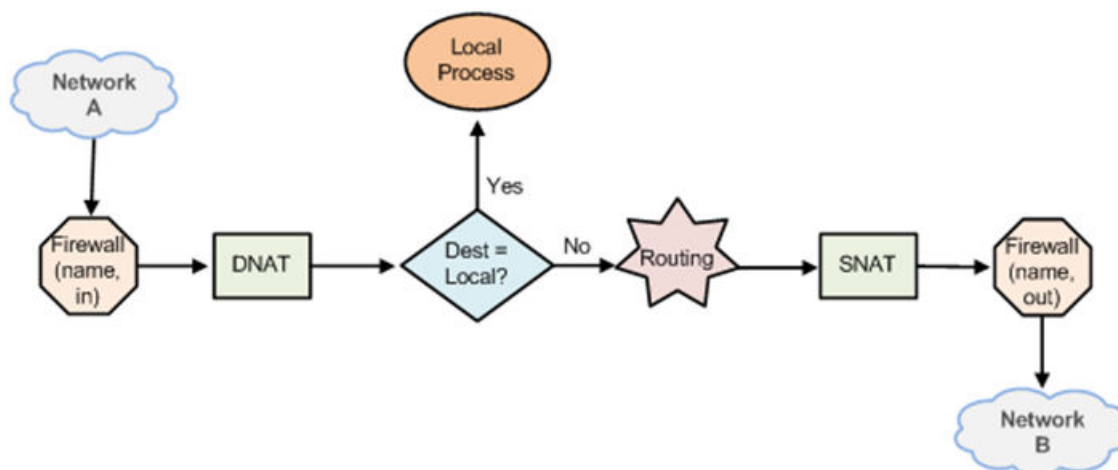 Network
A
Local
Process
Yes
Firewall
(name,
in)
DNAT
Dest =
Local?
No
Routing
SNAT
Firewall
(name,
out)
Network
B